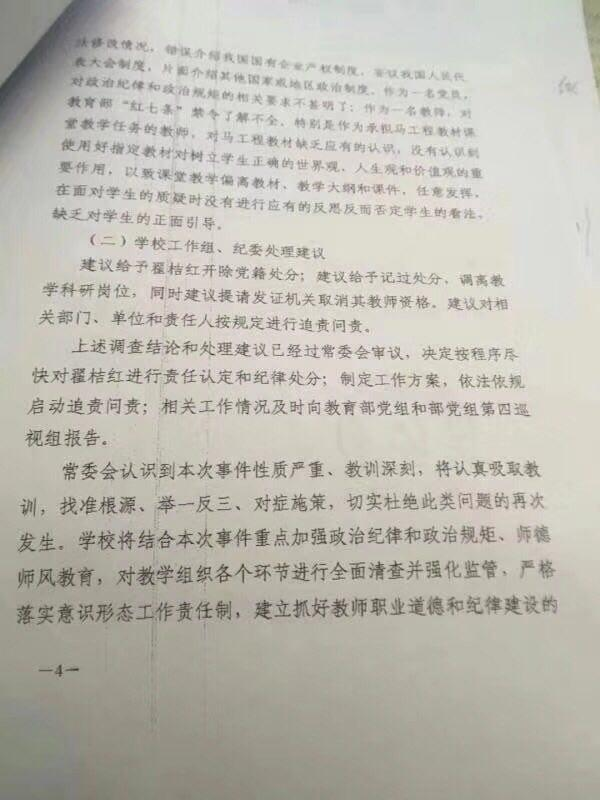 法修改情况，错误介绍我国国有企业产权制度，妄议我国人民代
表大会制度，片面介绍其他国家或地区政治制度，作为一名党员，
对政治纪律和政治规矩的相关要求不甚明了；作为一名教师，对
教育部“红七条”禁令了解不全，特别是作为承担马工程教材课
堂教学任务的教师，对马工程教材缺乏应有的认识，没有认识到
使用好指定教材对树立学生正确的世界观、人生观和价值观的重
要作用，以致课堂教学偏离教材、教学大纲和课件，任意发挥，
在面对学生的质疑时没有进行应有的反思反而否定学生的看法，
缺乏对学生的正面引导。
（二）学校工作组、纪委处理建议
建议给予翟桔红开除党籍处分；建议给予记过处分，调离教
学科研岗位，同时建议提请发证机关取消其教师资格。建议对相
关部门、单位和责任人按规定进行追责问责。
上述调查结论和处理建议已经过常委会审议，决定按程序尽
快对翟桔红进行责任认定和纪律处分；制定工作方案，依法依规
启动追责问责；相关工作情况及时向教育部党组和部党组第四巡
视组报告。
常委会认识到本次事件性质严重、教训深刻，将认真吸取教
训，找准根源、举一反三、对症施策，切实杜绝此类问题的再次
发生。学校将结合本次事件重点加强政治纪律和政治规矩、师德
师风教育，对教学组织各个环节进行全面清查并强化监管，严格
落实意识形态工作责任制，建立抓好教师职业道德和纪律建设的
—4—